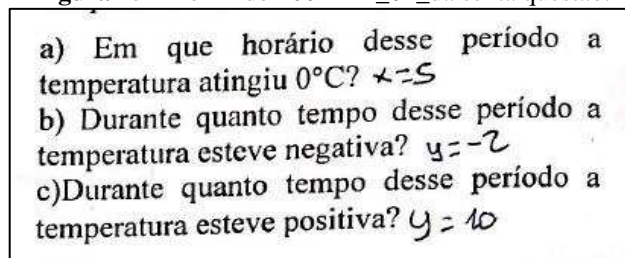 a) Em que horário desse período a
temperatura atingiu 0°C? x=5
b) Durante quanto tempo desse período a
temperatura esteve negativa? y=-2
c)Durante quanto tempo desse período a
temperatura esteve positiva? y = 10